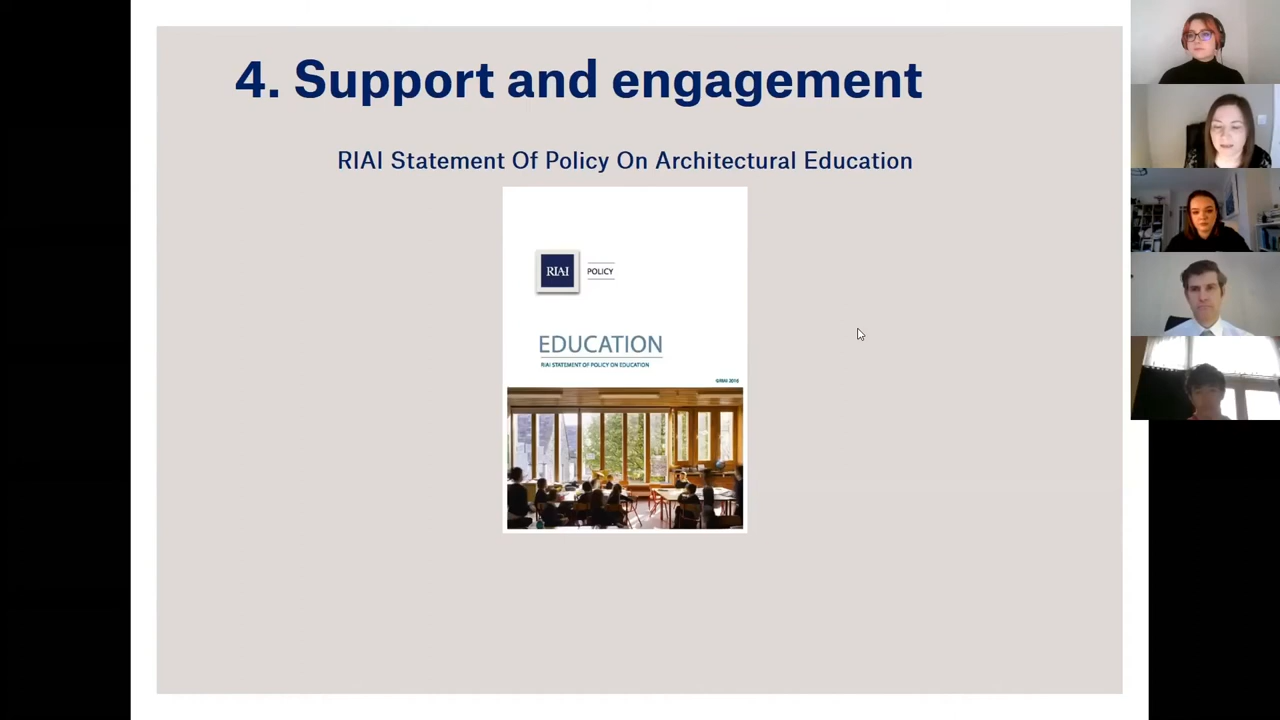 4. Support and engagement
RIAI Statement Of Policy On Architectural Education
RIAI
POLICY
EDUCATION
RIAI STATEMENT OF POLICY ON EDUCATION